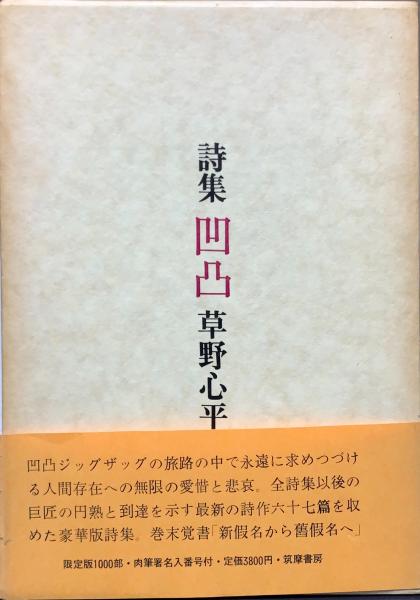 詩集 凹凸 草野心平
凹凸ジッグザッグの旅路の中で永遠に求めつづけ
る人間存在への無限の愛惜と悲哀。全詩集以後の
巨匠の円熟と到達を示す最新の詩作六十七篇を収
めた豪華版詩集。巻末覚書「新假名から舊假名へ」
限定版1000部・肉筆署名入番号付・定価3800円・筑摩書房